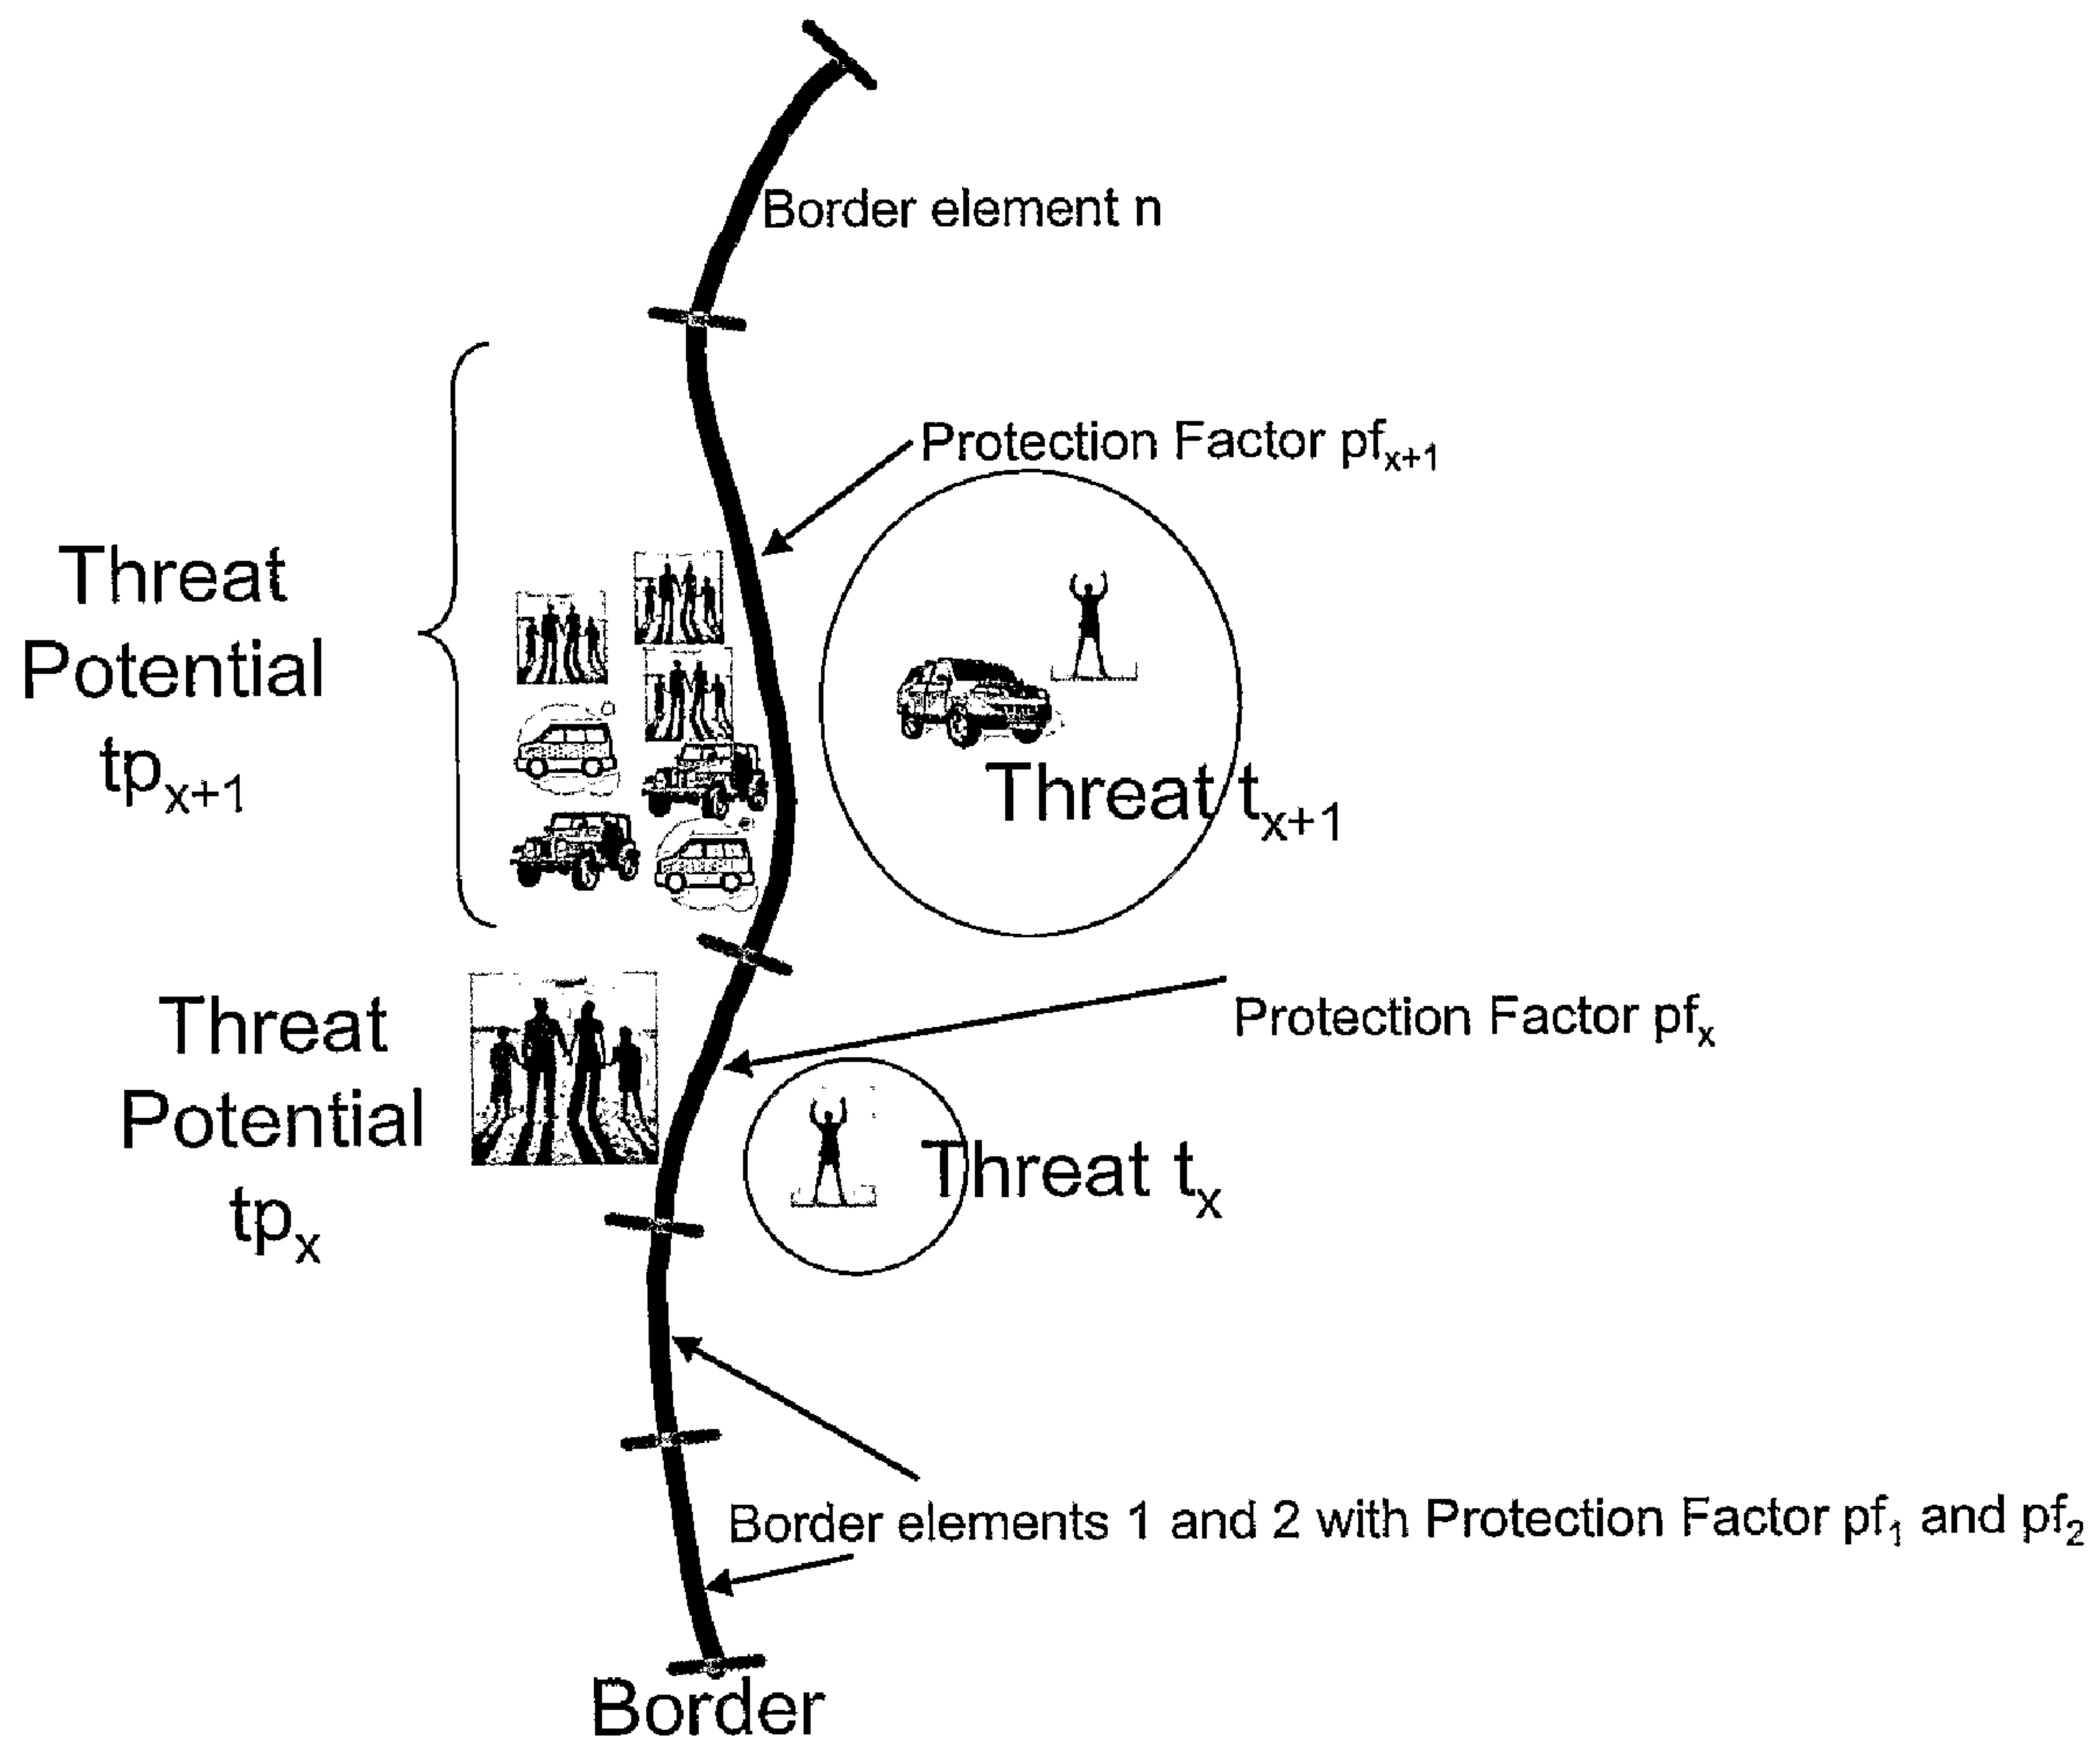 Border element n
Protection Factor pfₓ₊₁
Threat
Potential
tpₓ₊₁
Threat tₓ₊₁
Protection Factor pfₓ
Threat
Potential
tpₓ
Threat tₓ
Border elements 1 and 2 with Protection Factor pf₁ and pf₂
Border